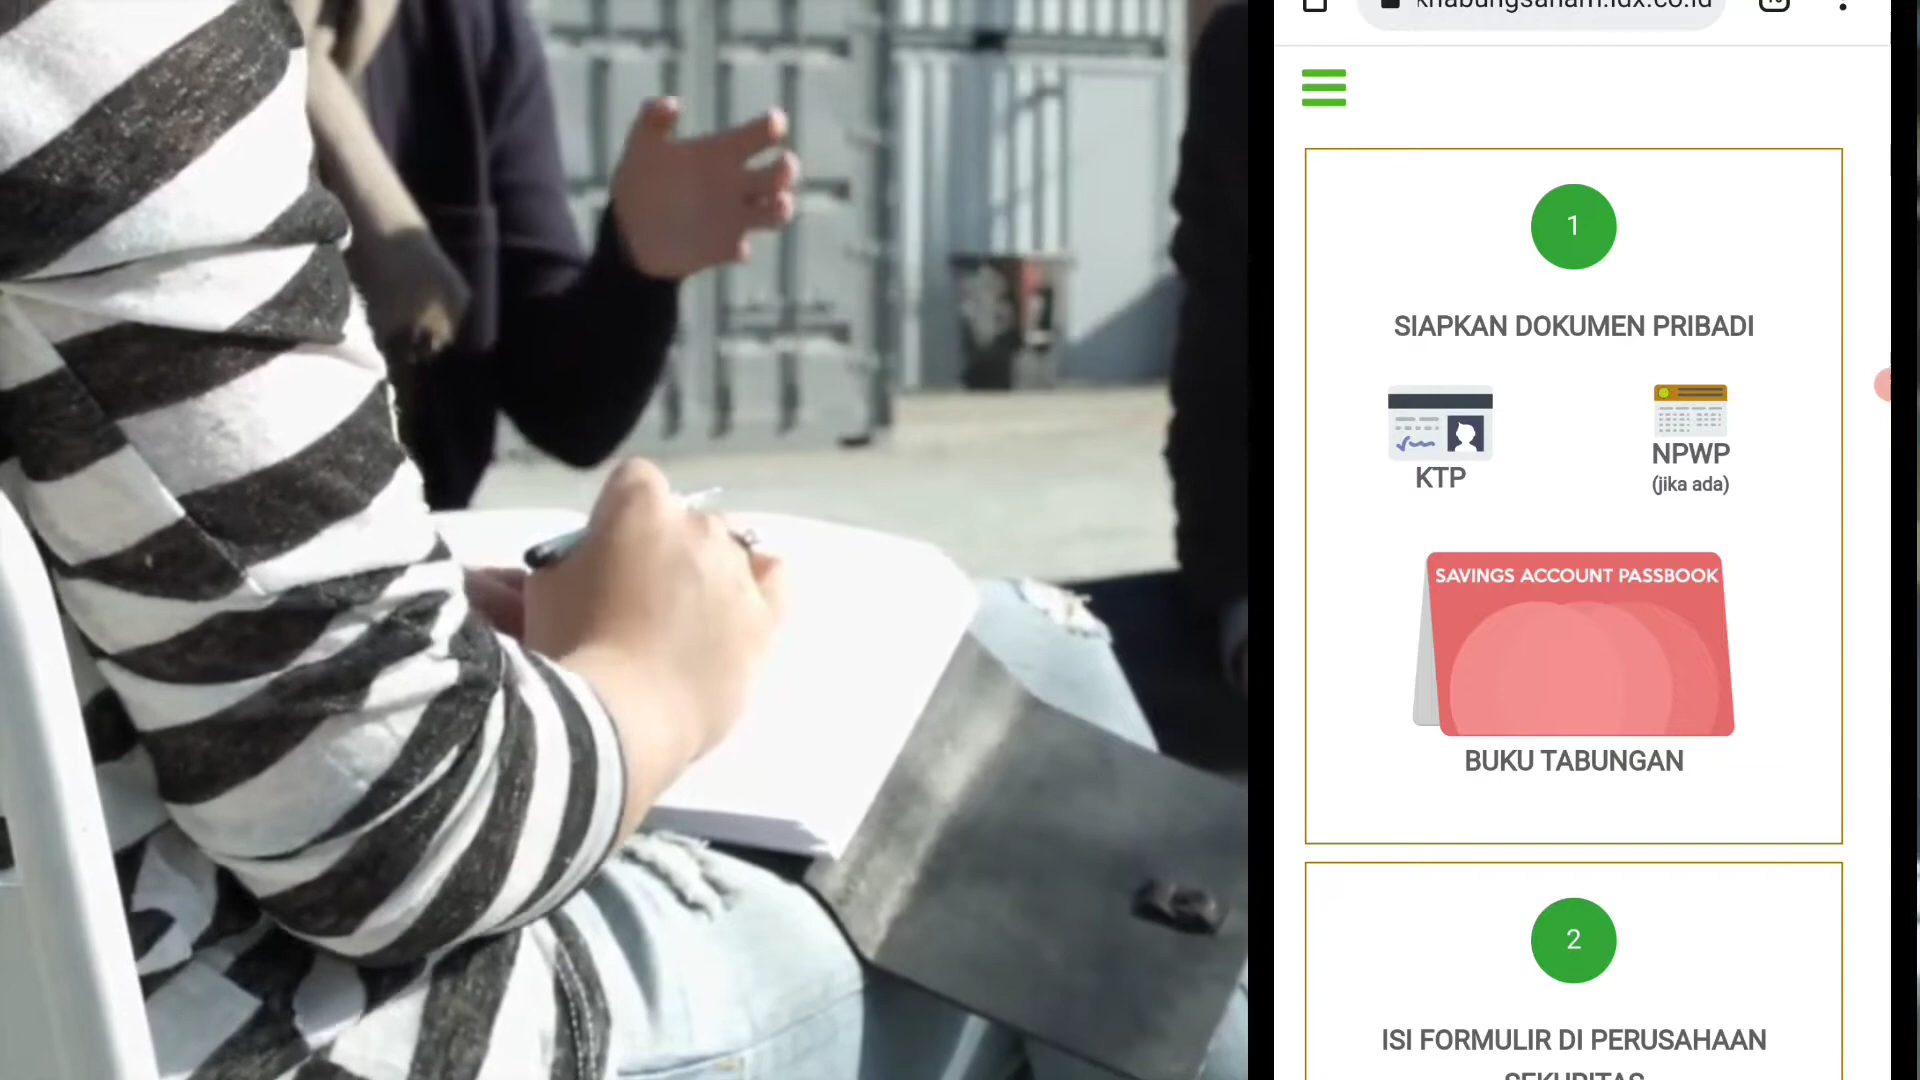 1
SIAPKAN DOKUMEN PRIBADI
KTP
NPWP
(jika ada)
SAVINGS ACCOUNT PASSBOOK
BUKU TABUNGAN
2
ISI FORMULIR DI PERUSAHAAN